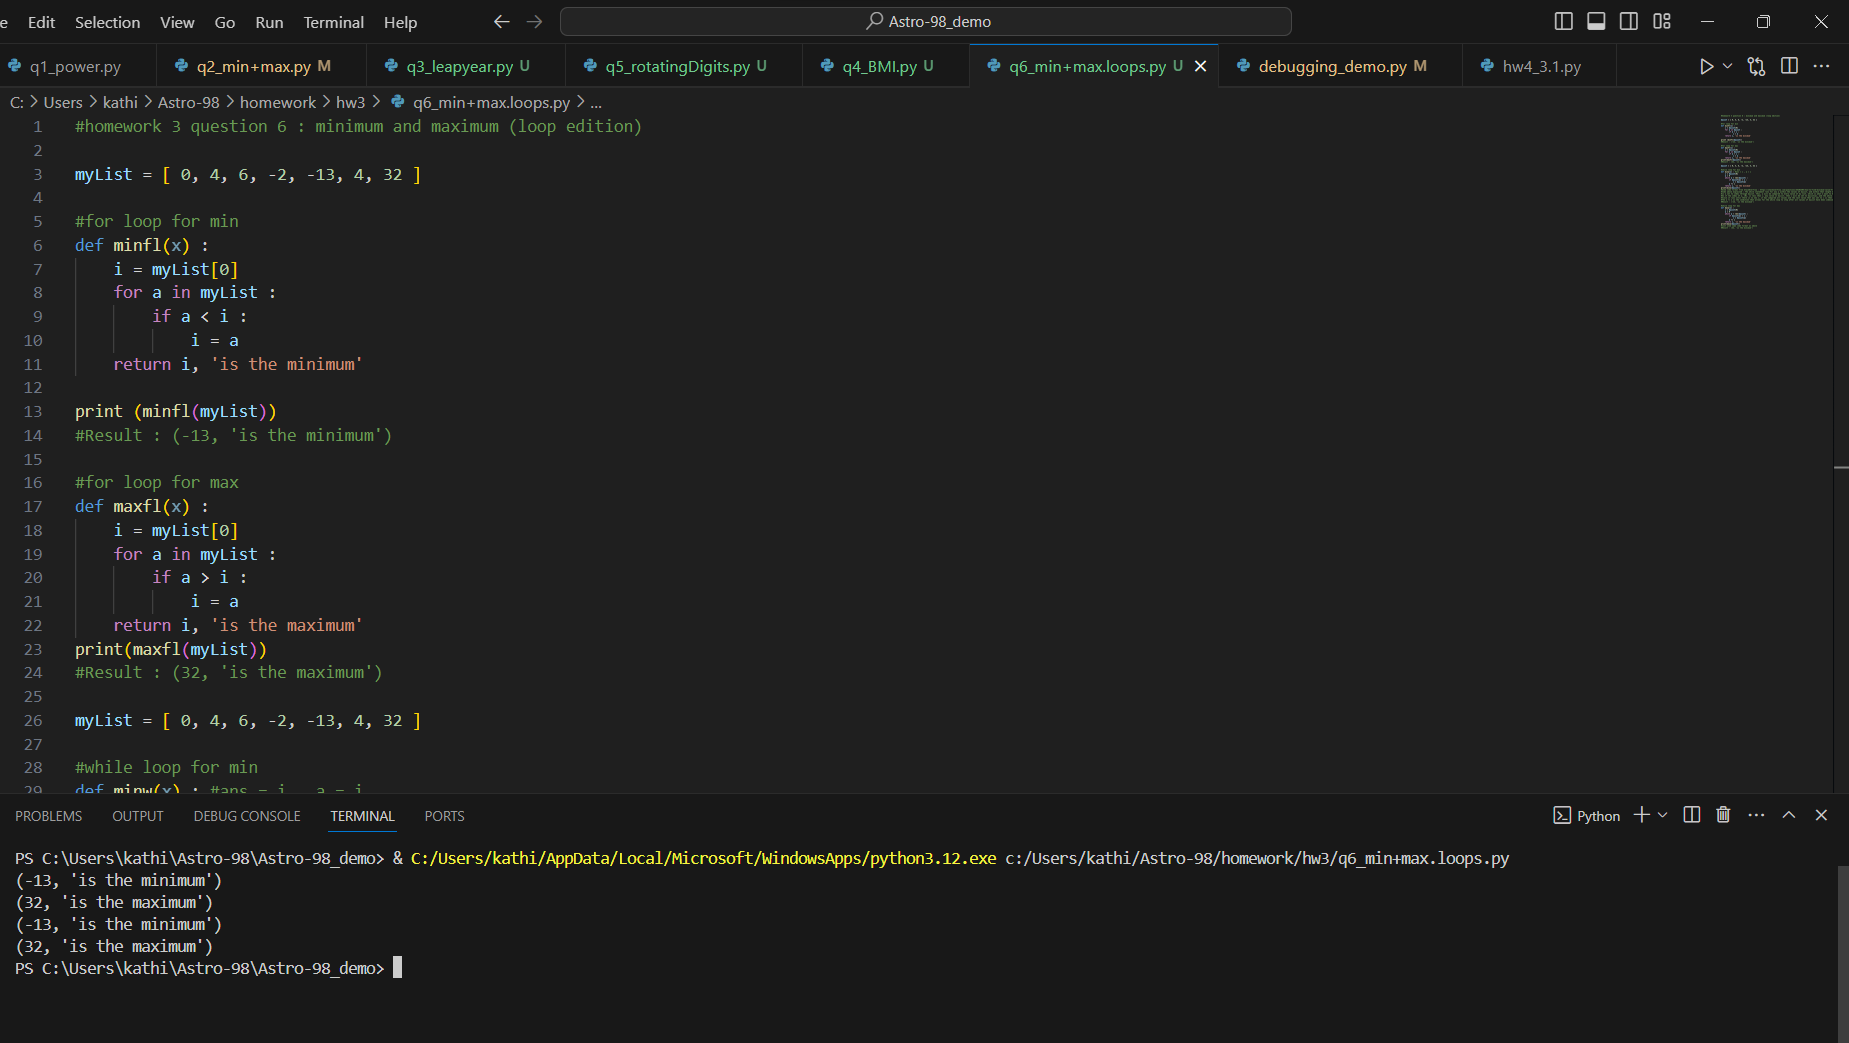 e Edit Selection View Go Run Terminal Help Astro-98_demo
q1_power.py q2_min+max.py M q3_leapyear.py U q5_rotatingDigits.py U q4_BMI.py U q6_min+max.loops.py U debugging_demo.py M hw4_3.1.py
C: > Users > kathi > Astro-98 > homework > hw3 > q6_min+max.loops.py > ...
1 #homework 3 question 6 : minimum and maximum (loop edition)
2
3 myList = [ 0, 4, 6, -2, -13, 4, 32 ]
4
5 #for loop for min
6 def minfl(x) :
7 i = myList[0]
8 for a in myList :
9 if a < i :
10 i = a
11 return i, 'is the minimum'
12
13 print (minfl(myList))
14 #Result : (-13, 'is the minimum')
15
16 #for loop for max
17 def maxfl(x) :
18 i = myList[0]
19 for a in myList :
20 if a > i :
21 i = a
22 return i, 'is the maximum'
23 print(maxfl(myList))
24 #Result : (32, 'is the maximum')
25
26 myList = [ 0, 4, 6, -2, -13, 4, 32 ]
27
28 #while loop for min
29 def minw(x) : #ans = i , a = i
PROBLEMS OUTPUT DEBUG CONSOLE TERMINAL PORTS Python
PS C:\Users\kathi\Astro-98\Astro-98_demo> & C:/Users/kathi/AppData/Local/Microsoft/WindowsApps/python3.12.exe c:/Users/kathi/Astro-98/homework/hw3/q6_min+max.loops.py
(-13, 'is the minimum')
(32, 'is the maximum')
(-13, 'is the minimum')
(32, 'is the maximum')
PS C:\Users\kathi\Astro-98\Astro-98_demo>